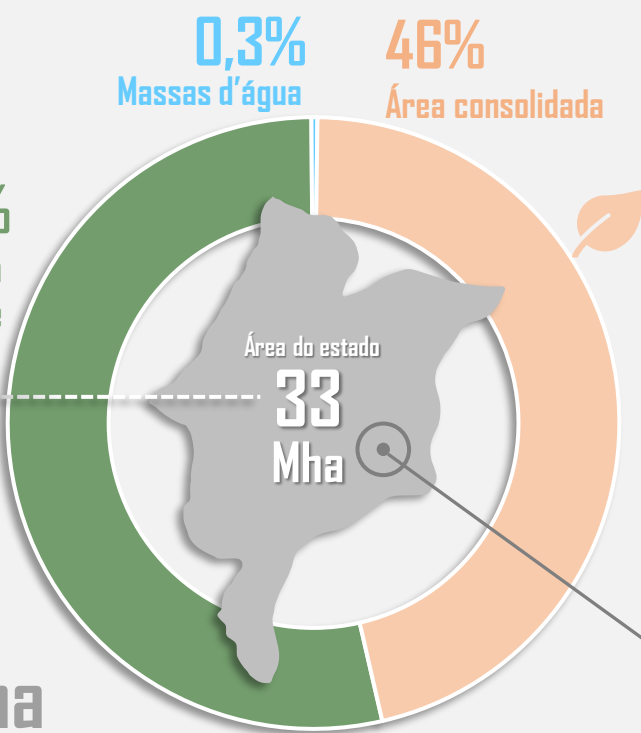 0,3%
Massas d'água
46%
Área consolidada
%
Área do estado
33
Mha